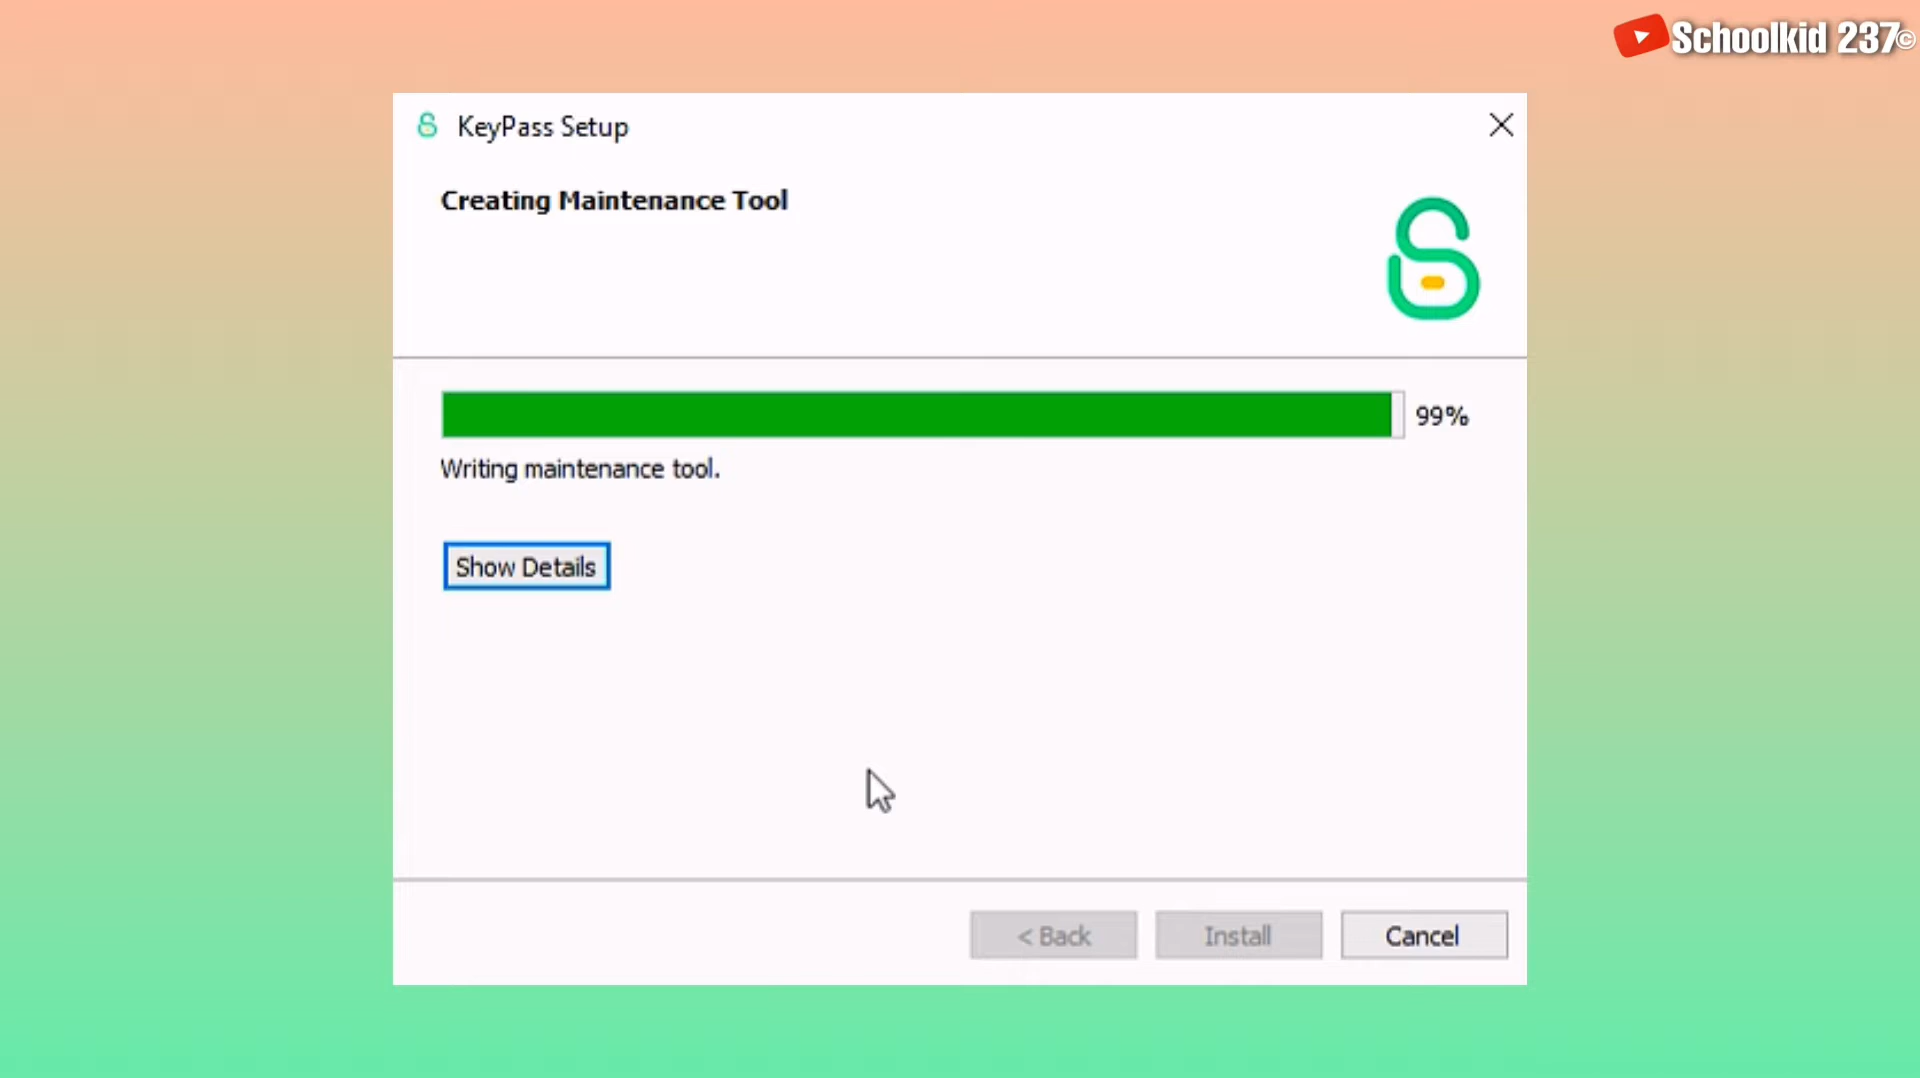 Schoolkid 237©
KeyPass Setup
Creating Maintenance Tool
99%
Writing maintenance tool.
Show Details
< Back
Install
Cancel